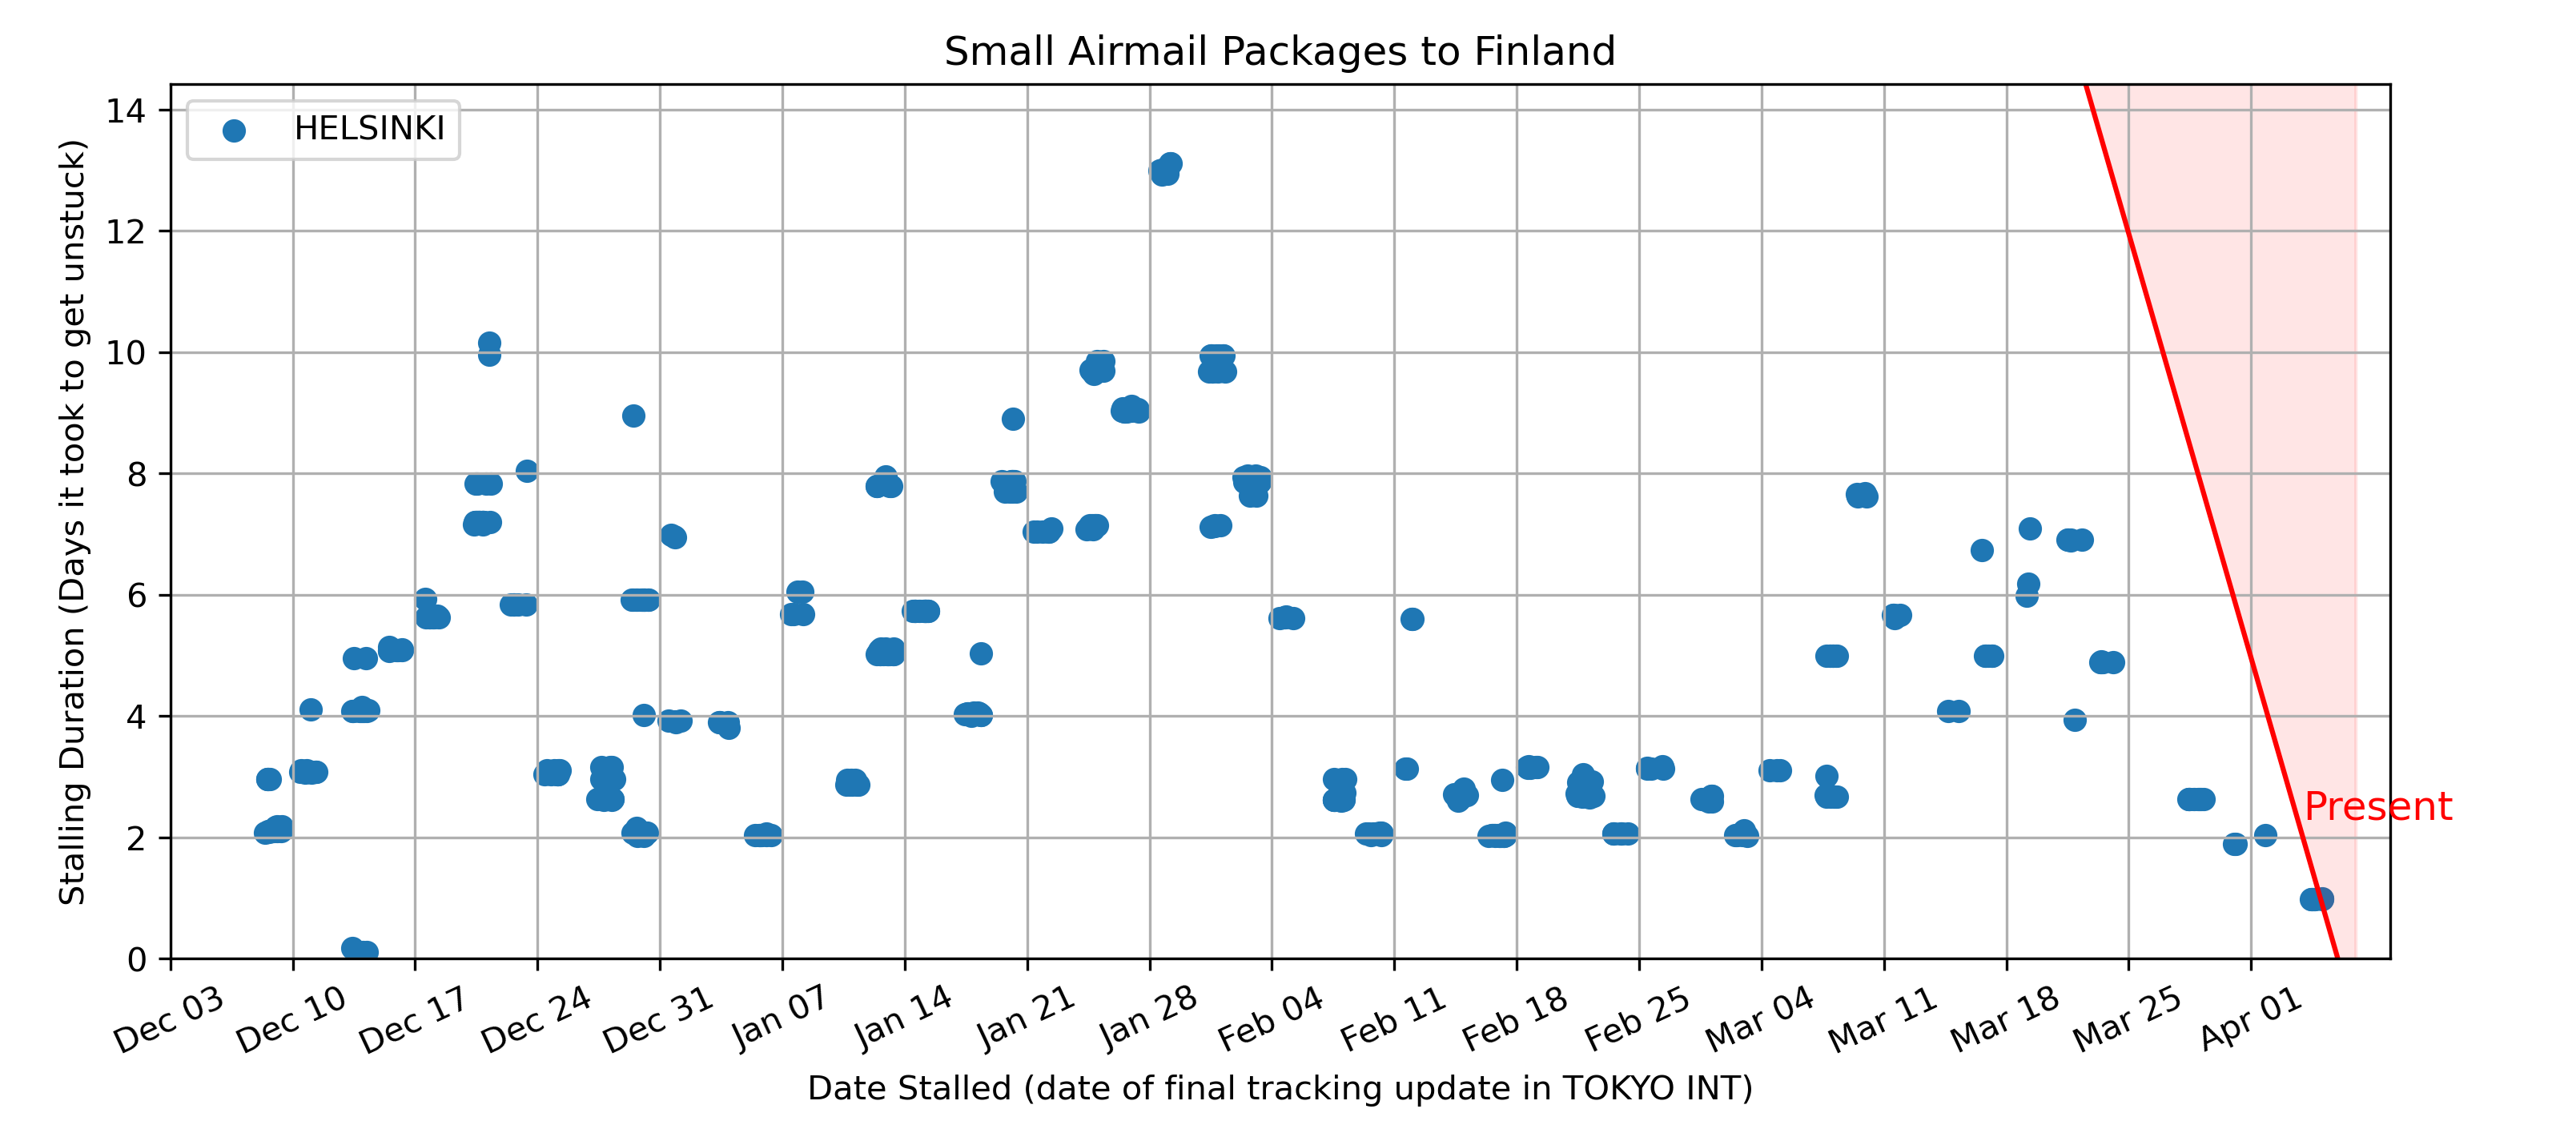 Small Airmail Packages to Finland
HELSINKI
Stalling Duration (Days it took to get unstuck)
14
12
10
8
6
4
2
0
Present
Dec 03
Dec 10
Dec 17
Dec 24
Dec 31
Jan 07
Jan 14
Jan 21
Jan 28
Feb 04
Feb 11
Feb 18
Feb 25
Mar 04
Mar 11
Mar 18
Mar 25
Apr 01
Date Stalled (date of final tracking update in TOKYO INT)